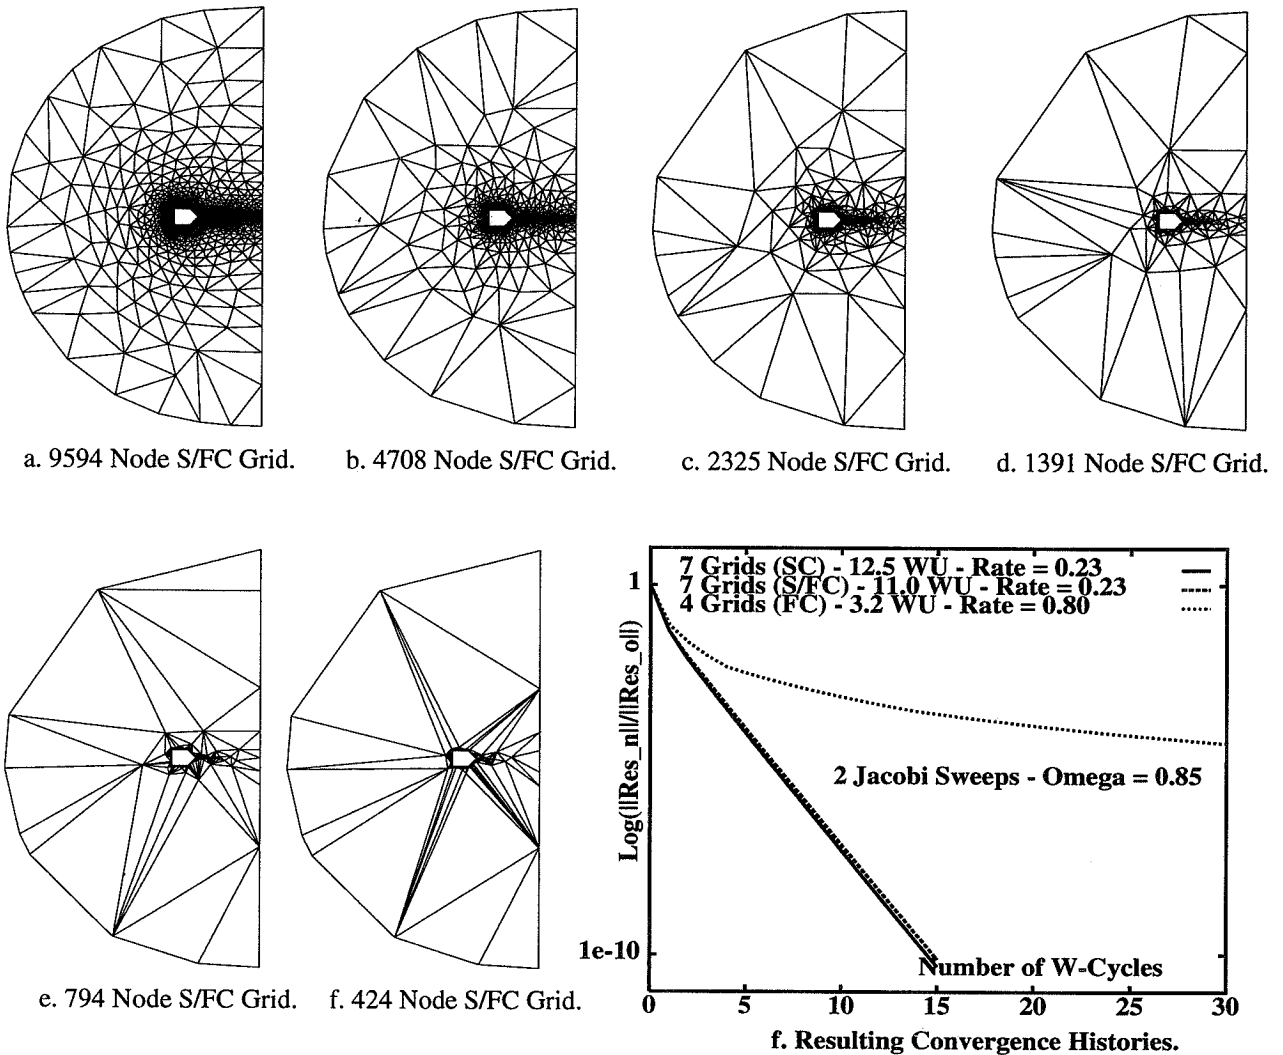 a. 9594 Node S/FC Grid.
b. 4708 Node S/FC Grid.
c. 2325 Node S/FC Grid.
d. 1391 Node S/FC Grid.
e. 794 Node S/FC Grid.
f. 424 Node S/FC Grid.
7 Grids (SC) - 12.5 WU - Rate = 0.23
7 Grids (S/FC) - 11.0 WU - Rate = 0.23
4 Grids (FC) - 3.2 WU - Rate = 0.80
1
Log(||Res_n||/||Res_o||)
2 Jacobi Sweeps - Omega = 0.85
1e-10
Number of W-Cycles
0 5 10 15 20 25 30
f. Resulting Convergence Histories.